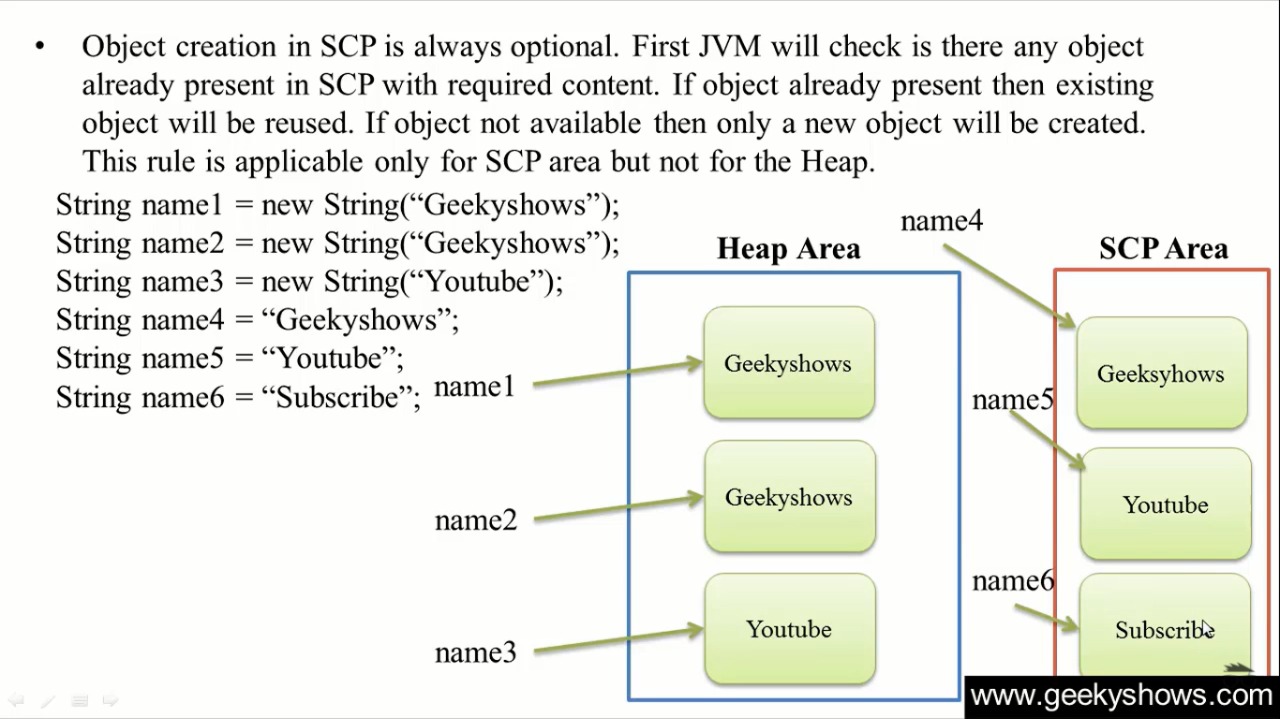 • Object creation in SCP is always optional. First JVM will check is there any object
already present in SCP with required content. If object already present then existing
object will be reused. If object not available then only a new object will be created.
This rule is applicable only for SCP area but not for the Heap.
String name1 = new String(“Geekyshows”);
String name2 = new String(“Geekyshows”);
String name3 = new String(“Youtube”);
String name4 = “Geekyshows”;
String name5 = “Youtube”;
String name6 = “Subscribe”;
Heap Area
name1
Geekyshows
name2
Geekyshows
name3
Youtube
SCP Area
name4
Geeksyhows
name5
Youtube
name6
Subscribe
www.geekyshows.com